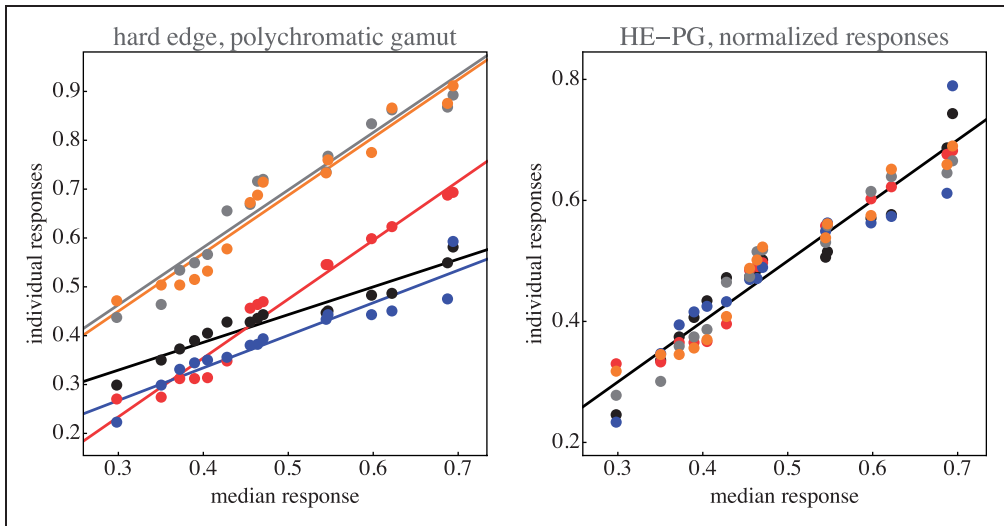 hard edge, polychromatic gamut
0.9
0.8
0.7
0.6
0.5
0.4
0.3
0.2
individual responses
0.3 0.4 0.5 0.6 0.7
median response
HE−PG, normalized responses
0.8
0.6
0.4
0.2
individual responses
0.3 0.4 0.5 0.6 0.7
median response